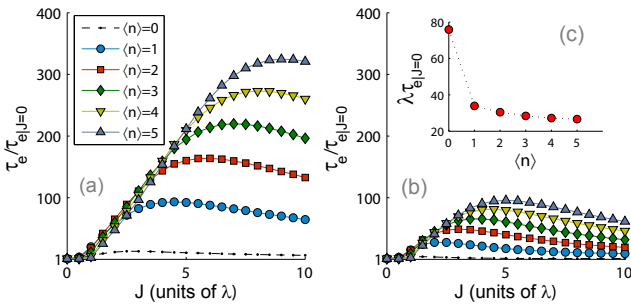 400
300
200
100
1
τe/τe|J=0
⟨n⟩=0
⟨n⟩=1
⟨n⟩=2
⟨n⟩=3
⟨n⟩=4
⟨n⟩=5
(a)
0
5
10
J (units of λ)
400
300
200
100
1
τe/τe|J=0
(b)
0
5
10
J (units of λ)
80
60
40
20
λτe|J=0
(c)
0 1 2 3 4 5
⟨n⟩